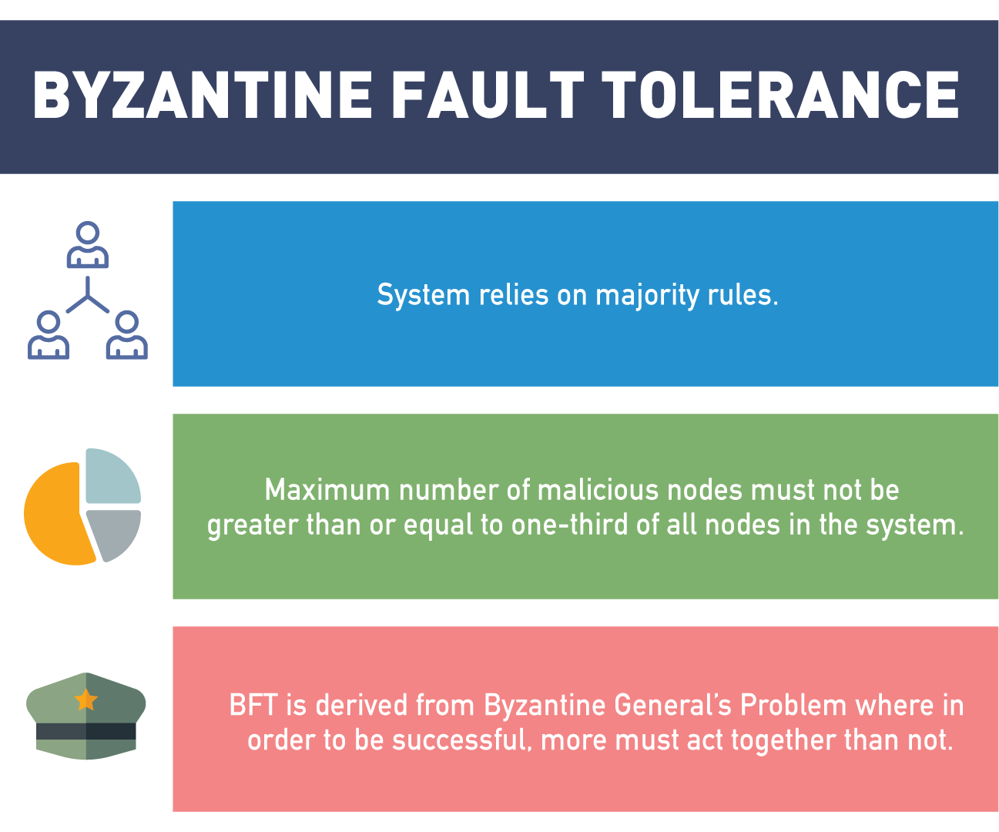 BYZANTINE FAULT TOLERANCE
System relies on majority rules.
Maximum number of malicious nodes must not be
greater than or equal to one-third of all nodes in the system.
BFT is derived from Byzantine General’s Problem where in
order to be successful, more must act together than not.